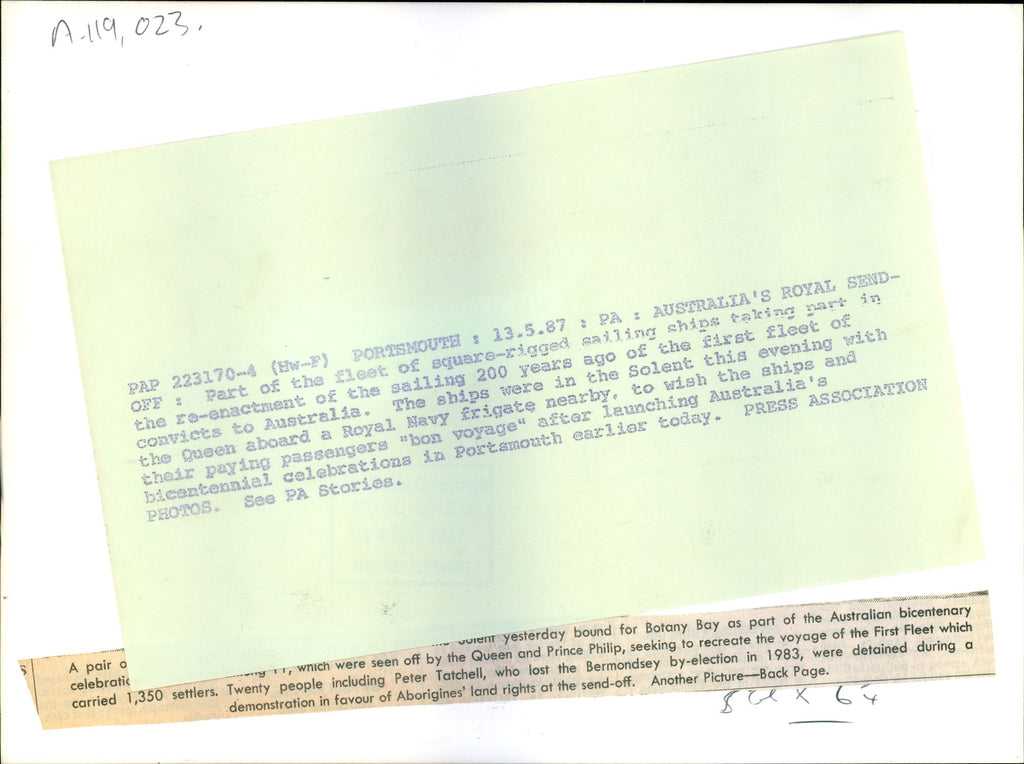 A.119,023.
PAP 223170-4 (HW-F) PORTSMOUTH : 13.5.87 : PA : AUSTRALIA'S ROYAL SEND-
OFF : Part of the fleet of square-rigged sailing ships taking part in
the re-enactment of the sailing 200 years ago of the first fleet of
convicts to Australia. The ships were in the Solent this evening with
the Queen aboard a Royal Navy frigate nearby, to wish the ships and
their paying passengers "bon voyage" after launching Australia's
bicentennial celebrations in Portsmouth earlier today. PRESS ASSOCIATION
PHOTOS. See PA Stories.
A pair Solent yesterday bound for Botany Bay as part of the Australian bicentenary
11, which were seen off by the Queen and Prince Philip, seeking to recreate the voyage of the First Fleet which
carried 1,350 settlers. Twenty people including Peter Tatchell, who lost the Bermondsey by-election in 1983, were detained during a
demonstration in favour of Aborigines' land rights at the send-off. Another Picture—Back Page.